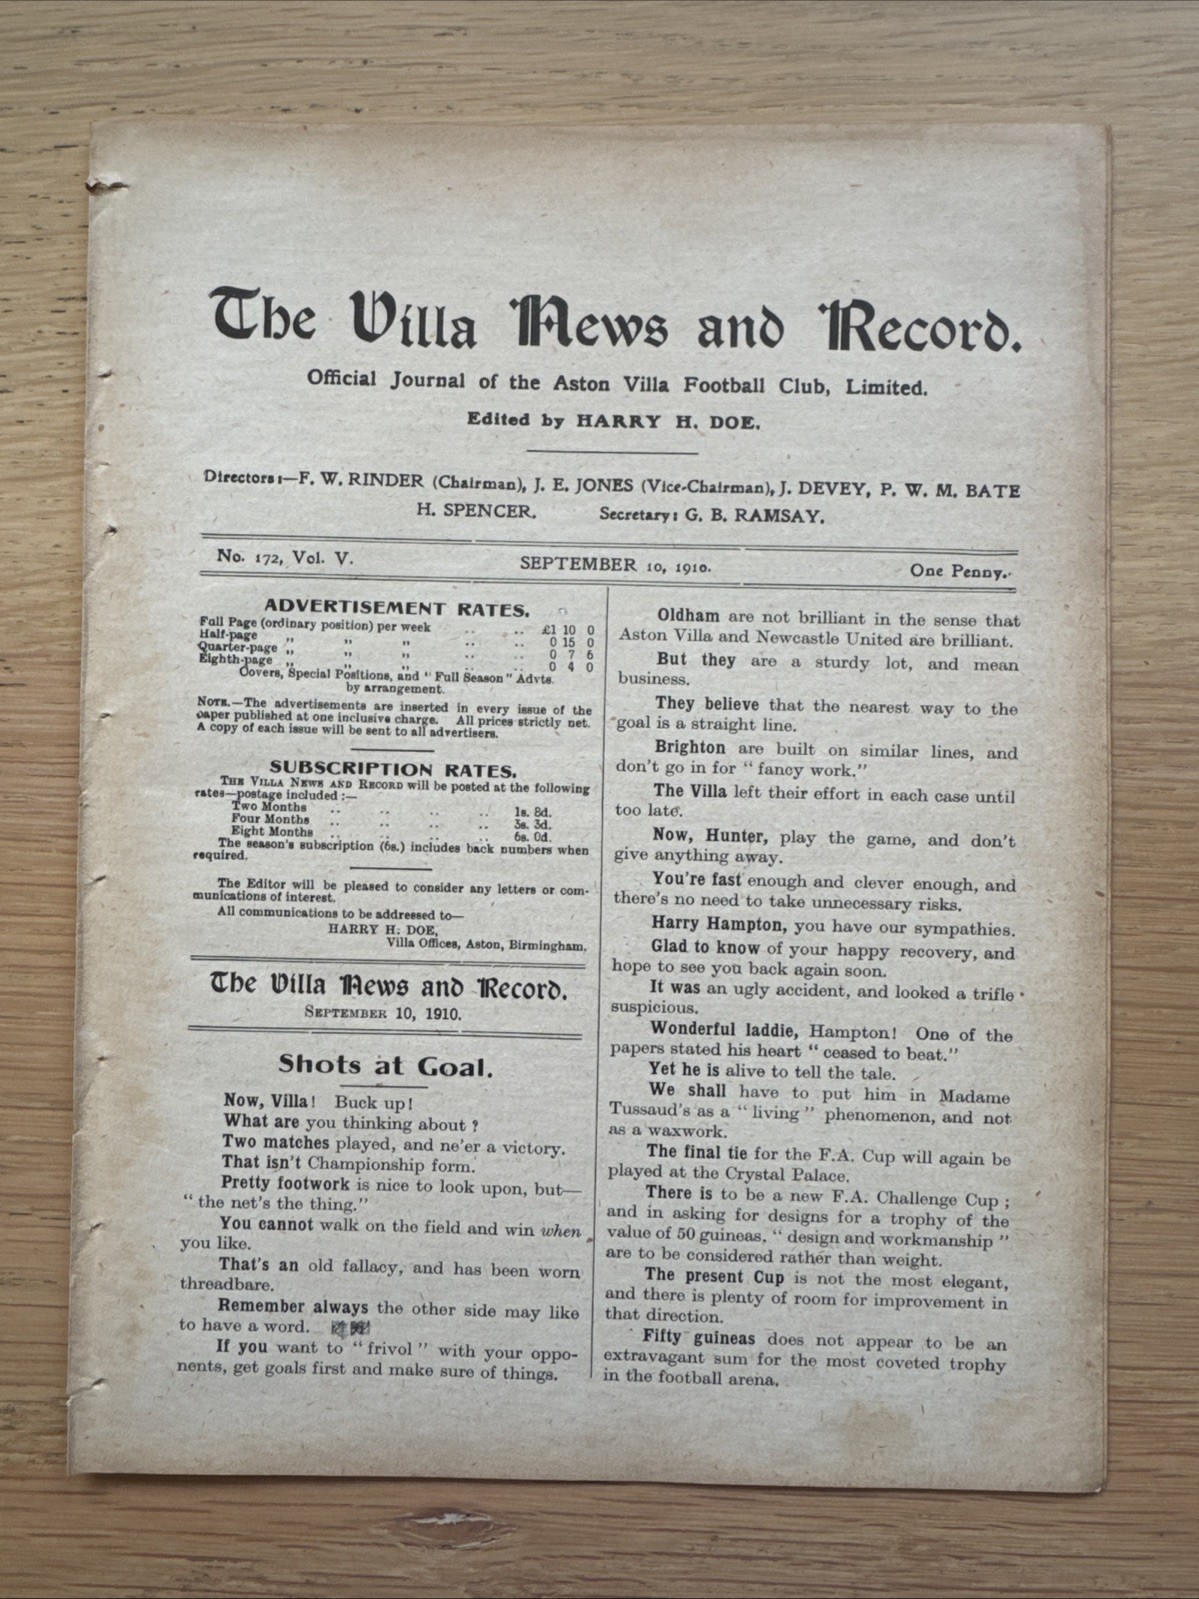 The Villa News and Record.
Official Journal of the Aston Villa Football Club, Limited.
Edited by HARRY H. DOE.
Directors:—F. W. RINDER (Chairman), J. E. JONES (Vice-Chairman), J. DEVEY, P. W. M. BATE
H. SPENCER. Secretary: G. B. RAMSAY.
No. 172, Vol. V. SEPTEMBER 10, 1910. One Penny.
ADVERTISEMENT RATES.
Full Page (ordinary position) per week .. .. £1 10 0
Half-page „ „ „ .. .. 0 15 0
Quarter-page „ „ „ .. .. 0 7 6
Eighth-page „ „ „ .. .. 0 4 0
Covers, Special Positions, and "Full Season" Advts.
by arrangement.
NOTE.—The advertisements are inserted in every issue of the
paper published at one inclusive charge. All prices strictly net.
A copy of each issue will be sent to all advertisers.
SUBSCRIPTION RATES.
THE VILLA NEWS AND RECORD will be posted at the following
rates—postage included :—
Two Months .. .. .. .. 1s. 8d.
Four Months .. .. .. .. 3s. 3d.
Eight Months .. .. .. .. 6s. 0d.
The season's subscription (6s.) includes back numbers when
required.
The Editor will be pleased to consider any letters or com-
munications of interest.
All communications to be addressed to—
HARRY H. DOE,
Villa Offices, Aston, Birmingham.
The Villa News and Record.
SEPTEMBER 10, 1910.
Shots at Goal.
Now, Villa! Buck up!
What are you thinking about ?
Two matches played, and ne'er a victory.
That isn't Championship form.
Pretty footwork is nice to look upon, but—
"the net's the thing."
You cannot walk on the field and win when
you like.
That's an old fallacy, and has been worn
threadbare.
Remember always the other side may like
to have a word.
If you want to "frivol" with your oppo-
nents, get goals first and make sure of things.
Oldham are not brilliant in the sense that
Aston Villa and Newcastle United are brilliant.
But they are a sturdy lot, and mean
business.
They believe that the nearest way to the
goal is a straight line.
Brighton are built on similar lines, and
don't go in for "fancy work."
The Villa left their effort in each case until
too late.
Now, Hunter, play the game, and don't
give anything away.
You're fast enough and clever enough, and
there's no need to take unnecessary risks.
Harry Hampton, you have our sympathies.
Glad to know of your happy recovery, and
hope to see you back again soon.
It was an ugly accident, and looked a trifle
suspicious.
Wonderful laddie, Hampton! One of the
papers stated his heart "ceased to beat."
Yet he is alive to tell the tale.
We shall have to put him in Madame
Tussaud's as a "living" phenomenon, and not
as a waxwork.
The final tie for the F.A. Cup will again be
played at the Crystal Palace.
There is to be a new F.A. Challenge Cup ;
and in asking for designs for a trophy of the
value of 50 guineas, "design and workmanship"
are to be considered rather than weight.
The present Cup is not the most elegant,
and there is plenty of room for improvement in
that direction.
Fifty guineas does not appear to be an
extravagant sum for the most coveted trophy
in the football arena.